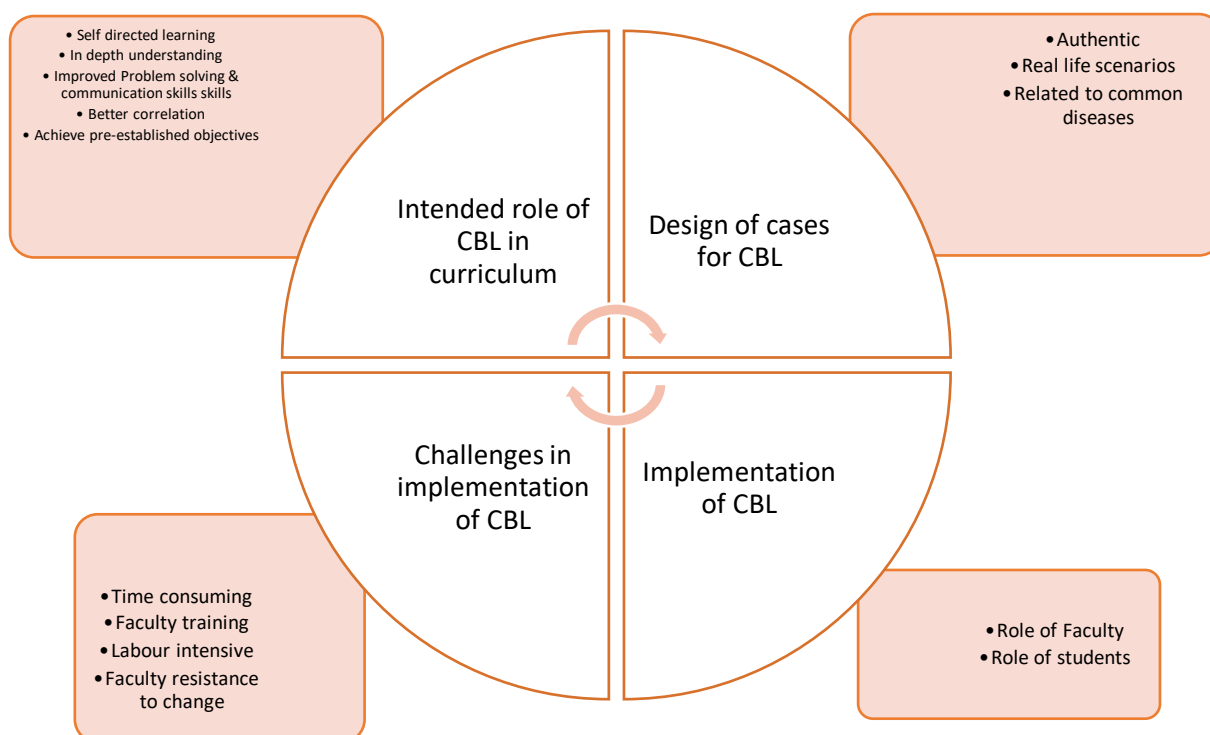 • Self directed learning
• In depth understanding
• Improved Problem solving &
communication skills skills
• Better correlation
• Achieve pre-established objectives
• Authentic
• Real life scenarios
• Related to common
diseases
Intended role of
CBL in
curriculum
Design of cases
for CBL
Challenges in
implementation
of CBL
Implementation
of CBL
• Time consuming
• Faculty training
• Labour intensive
• Faculty resistance
to change
• Role of Faculty
• Role of students